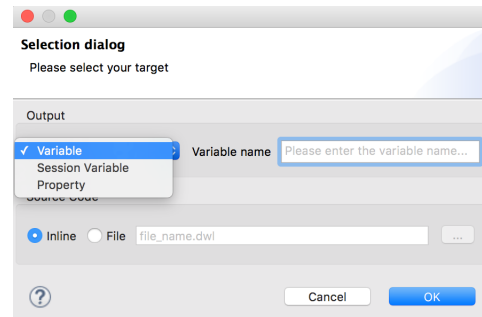 Selection dialog
Please select your target
Output
✓ Variable
Session Variable
Property
Variable name
Please enter the variable name...
Source Code
Inline
File
file_name.dwl
...
?
Cancel
OK